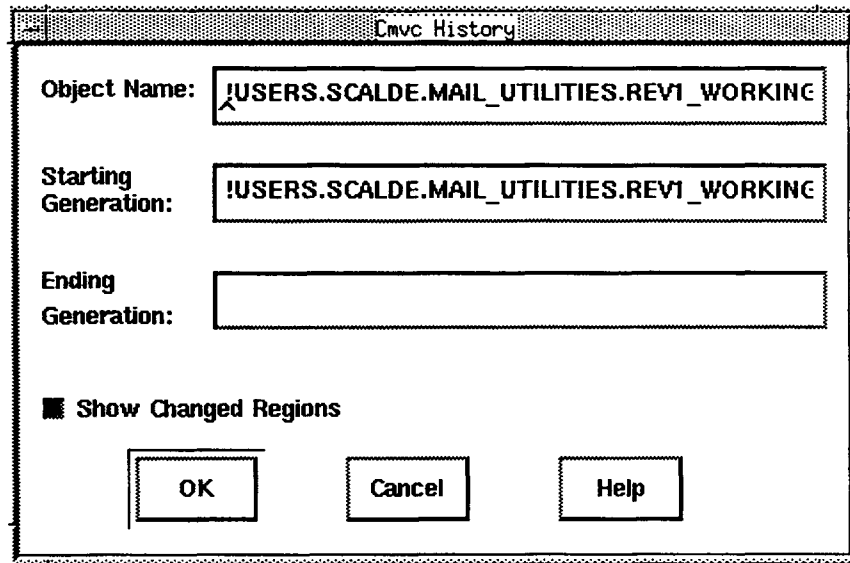 Cmvc History
Object Name: !USERS.SCALDE.MAIL_UTILITIES.REV1_WORKING
Starting
Generation: !USERS.SCALDE.MAIL_UTILITIES.REV1_WORKING
Ending
Generation:
Show Changed Regions
OK Cancel Help